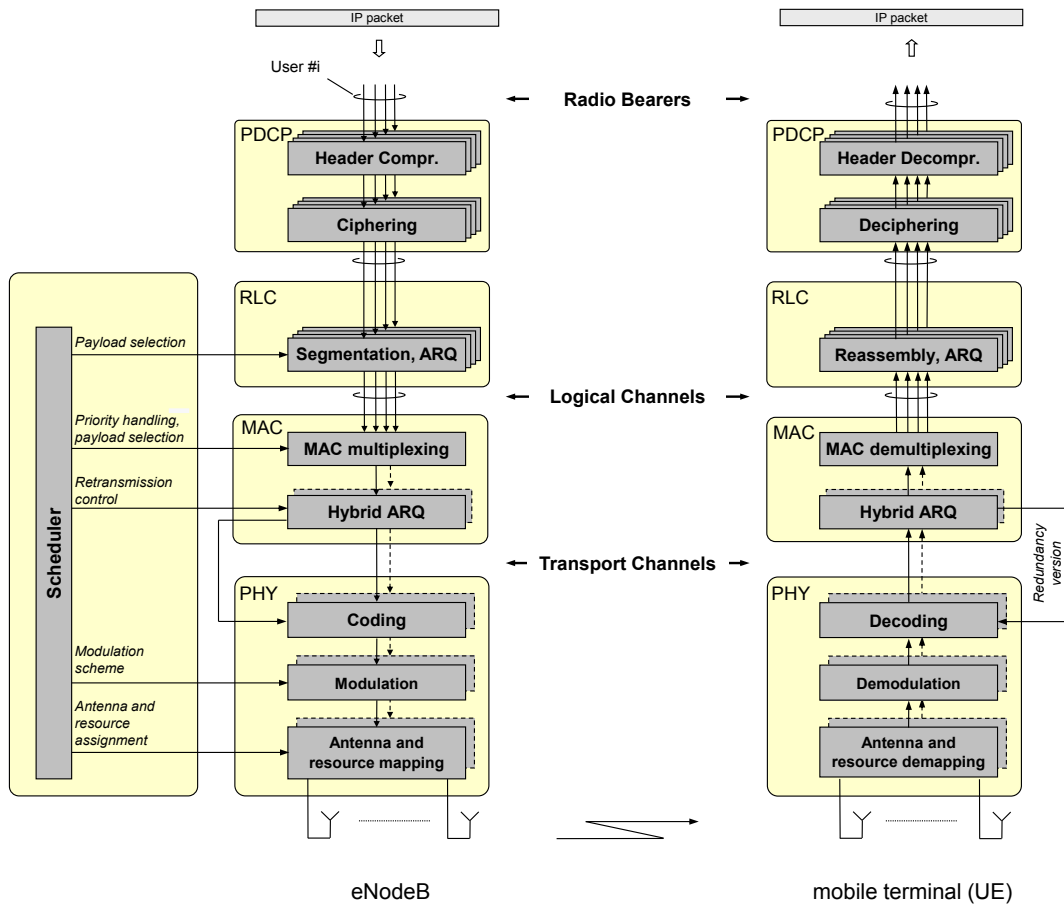 IP packet
IP packet
User #i
Radio Bearers
PDCP
Header Compr.
Ciphering
PDCP
Header Decompr.
Deciphering
RLC
Segmentation, ARQ
RLC
Reassembly, ARQ
Payload selection
Logical Channels
Priority handling,
payload selection
MAC
MAC multiplexing
MAC
MAC demultiplexing
Retransmission
control
Hybrid ARQ
Hybrid ARQ
Redundancy
version
Scheduler
Transport Channels
PHY
Coding
PHY
Decoding
Modulation
scheme
Modulation
Demodulation
Antenna and
resource
assignment
Antenna and
resource mapping
Antenna and
resource demapping
eNodeB
mobile terminal (UE)